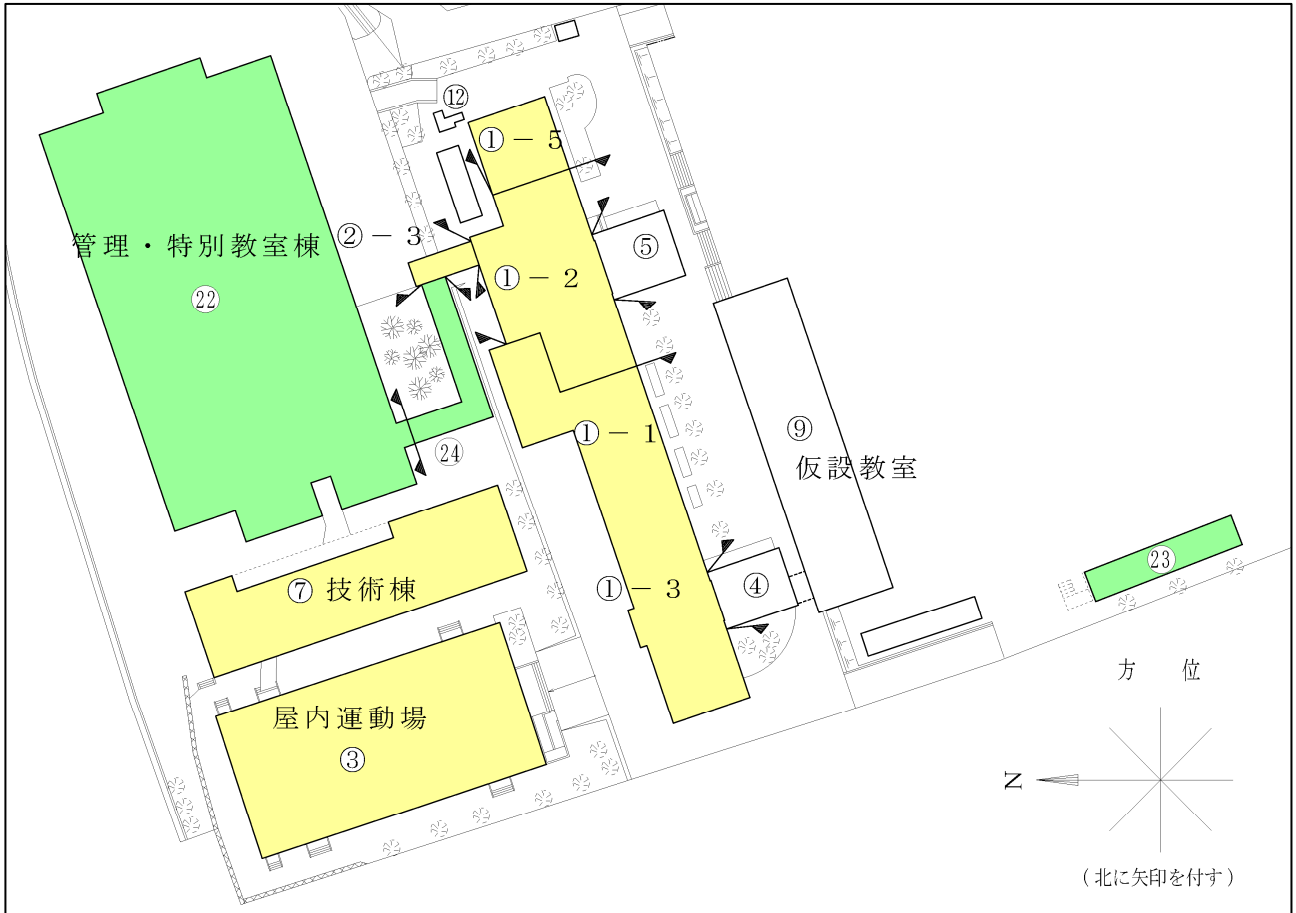 ⑫
①－５
②－３
管理・特別教室棟
⑤
㉒
①－２
⑨
仮設教室
①－１
㉔
㉓
⑦ 技術棟
①－３
④
方 位
屋内運動場
③
N
(北に矢印を付す)